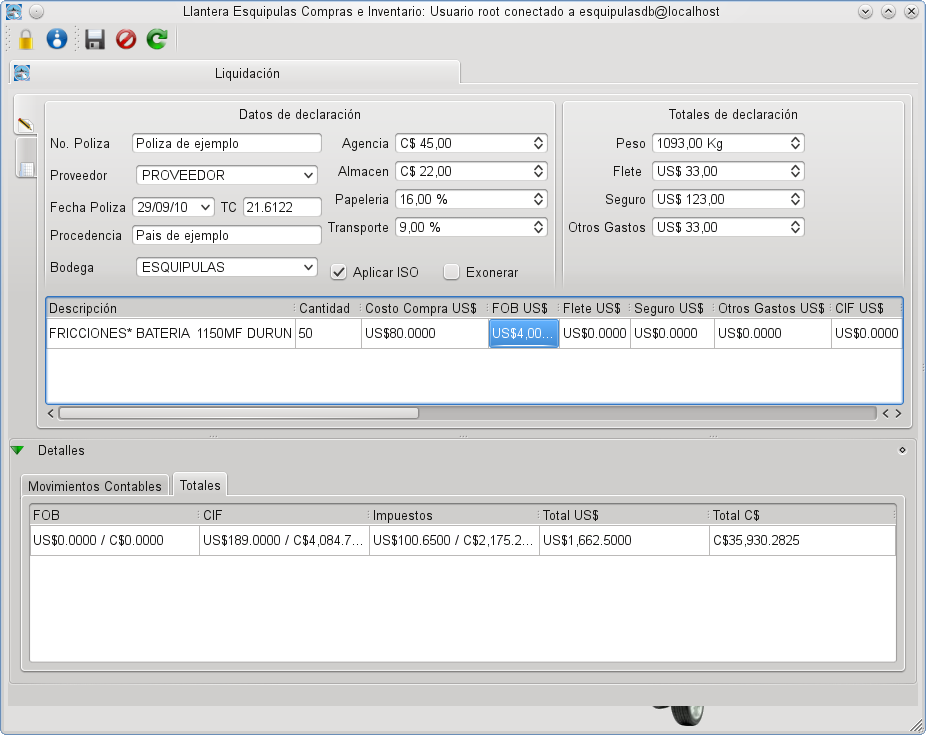 Llantera Esquipulas Compras e Inventario: Usuario root conectado a esquipulasdb@localhost
Liquidación
Datos de declaración
No. Poliza Poliza de ejemplo Agencia C$ 45,00
Proveedor PROVEEDOR Almacen C$ 22,00
Fecha Poliza 29/09/10 TC 21.6122 Papeleria 16,00 %
Procedencia Pais de ejemplo Transporte 9,00 %
Bodega ESQUIPULAS Aplicar ISO Exonerar
Totales de declaración
Peso 1093,00 Kg
Flete US$ 33,00
Seguro US$ 123,00
Otros Gastos US$ 33,00
Descripción Cantidad Costo Compra US$ FOB US$ Flete US$ Seguro US$ Otros Gastos US$ CIF US$
FRICCIONES* BATERIA 1150MF DURUN 50 US$80.0000 US$4,00... US$0.0000 US$0.0000 US$0.0000 US$0.0000
Detalles
Movimientos Contables Totales
FOB CIF Impuestos Total US$ Total C$
US$0.0000 / C$0.0000 US$189.0000 / C$4,084.7... US$100.6500 / C$2,175.2... US$1,662.5000 C$35,930.2825